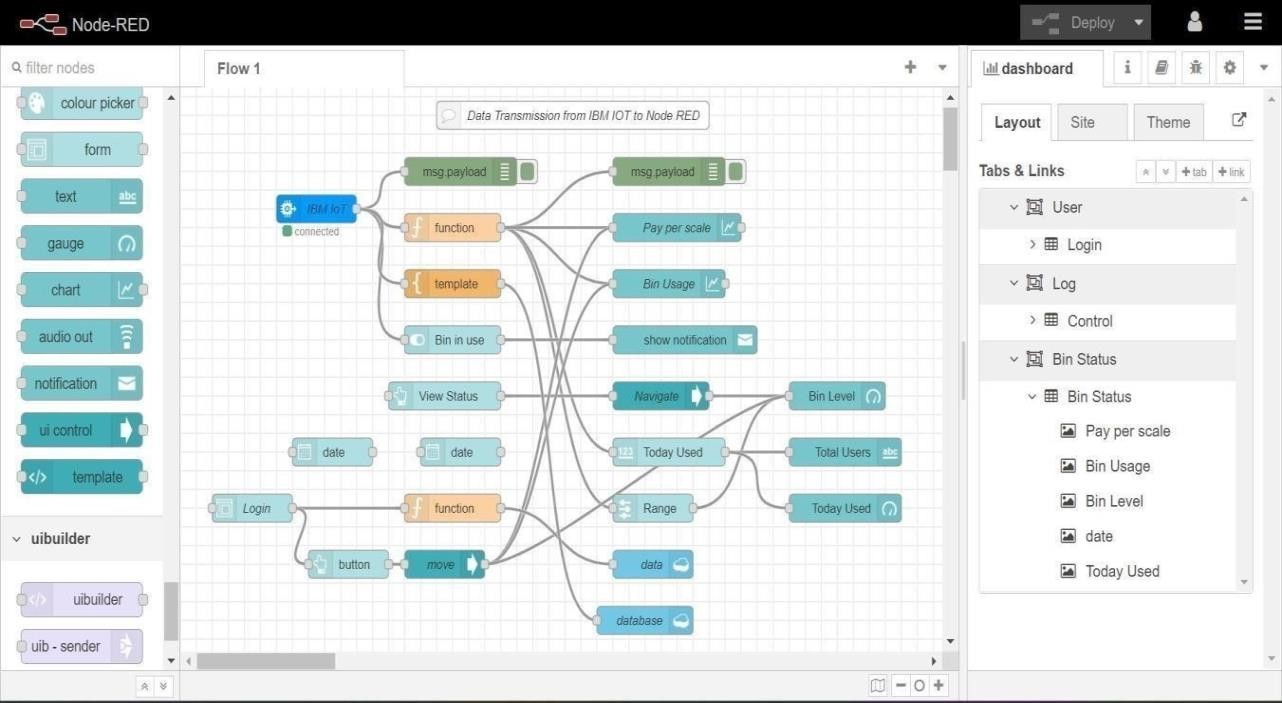 Node-RED
Deploy
filter nodes
Flow 1
dashboard
i
colour picker
form
text
abc
gauge
chart
audio out
notification
ui control
</> template
uibuilder
</> uibuilder
uib - sender
Data Transmission from IBM IOT to Node RED
msg.payload
msg.payload
IBM IoT
connected
f function
Pay per scale
{ template
Bin Usage
Bin in use
show notification
View Status
Navigate
Bin Level
date
date
123 Today Used
Total Users abc
Login
f function
Range
Today Used
button
move
data
database
Layout
Site
Theme
Tabs & Links
+ tab
+ link
User
Login
Log
Control
Bin Status
Bin Status
Pay per scale
Bin Usage
Bin Level
date
Today Used